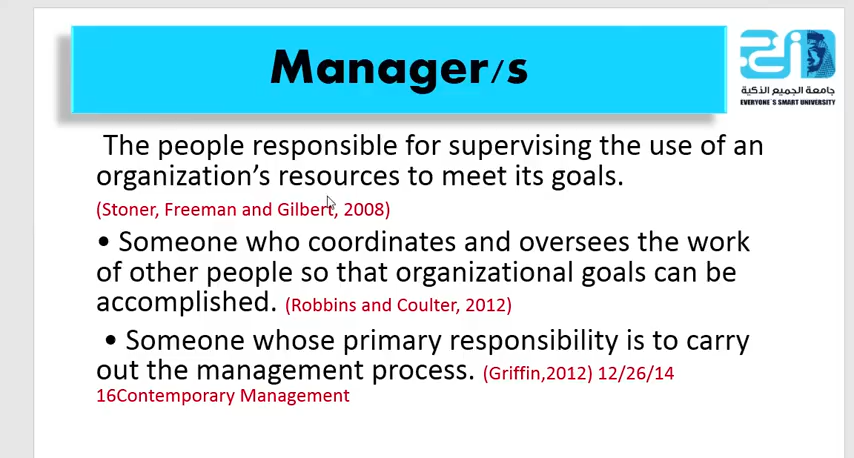 Manager/s
جامعة الجميع الذكية
EVERYONE`S SMART UNIVERSITY
The people responsible for supervising the use of an
organization’s resources to meet its goals.
(Stoner, Freeman and Gilbert, 2008)
• Someone who coordinates and oversees the work
of other people so that organizational goals can be
accomplished. (Robbins and Coulter, 2012)
• Someone whose primary responsibility is to carry
out the management process. (Griffin,2012) 12/26/14
16Contemporary Management